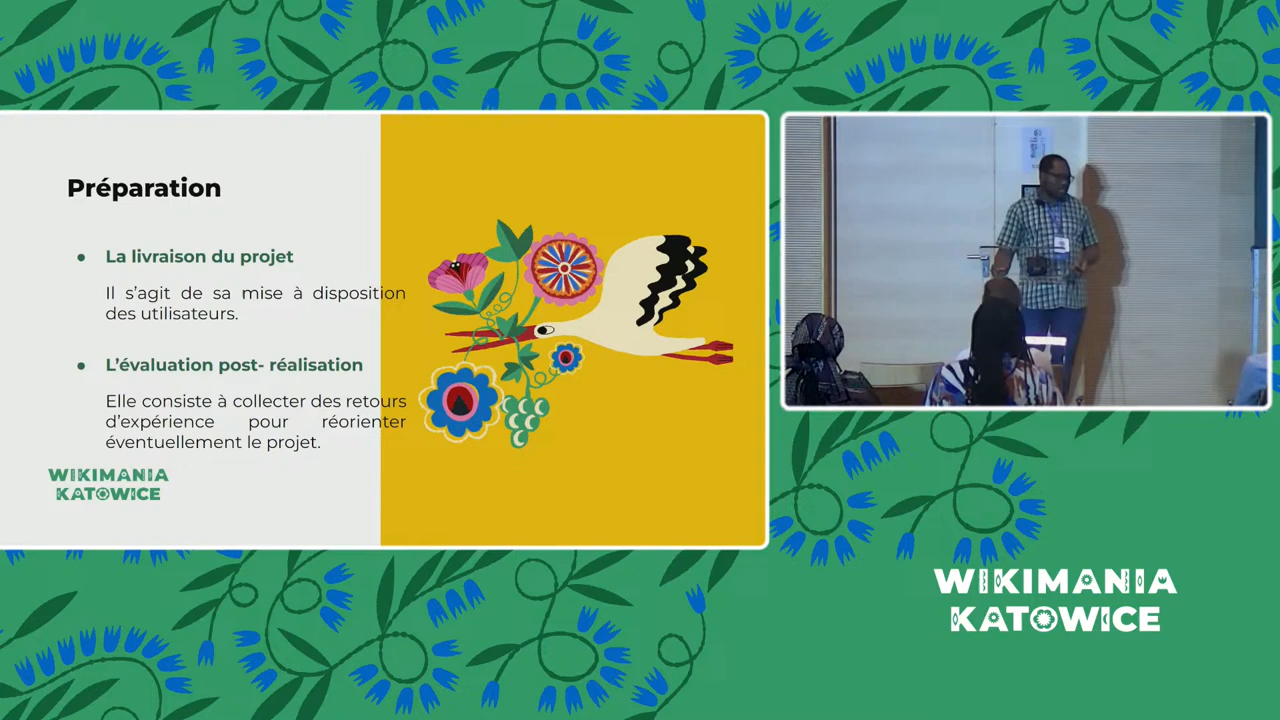 Préparation
● La livraison du projet
Il s'agit de sa mise à disposition
des utilisateurs.
● L'évaluation post- réalisation
Elle consiste à collecter des retours
d'expérience pour réorienter
éventuellement le projet.
WIKIMANIA
KATOWICE
WIKIMANIA
KATOWICE